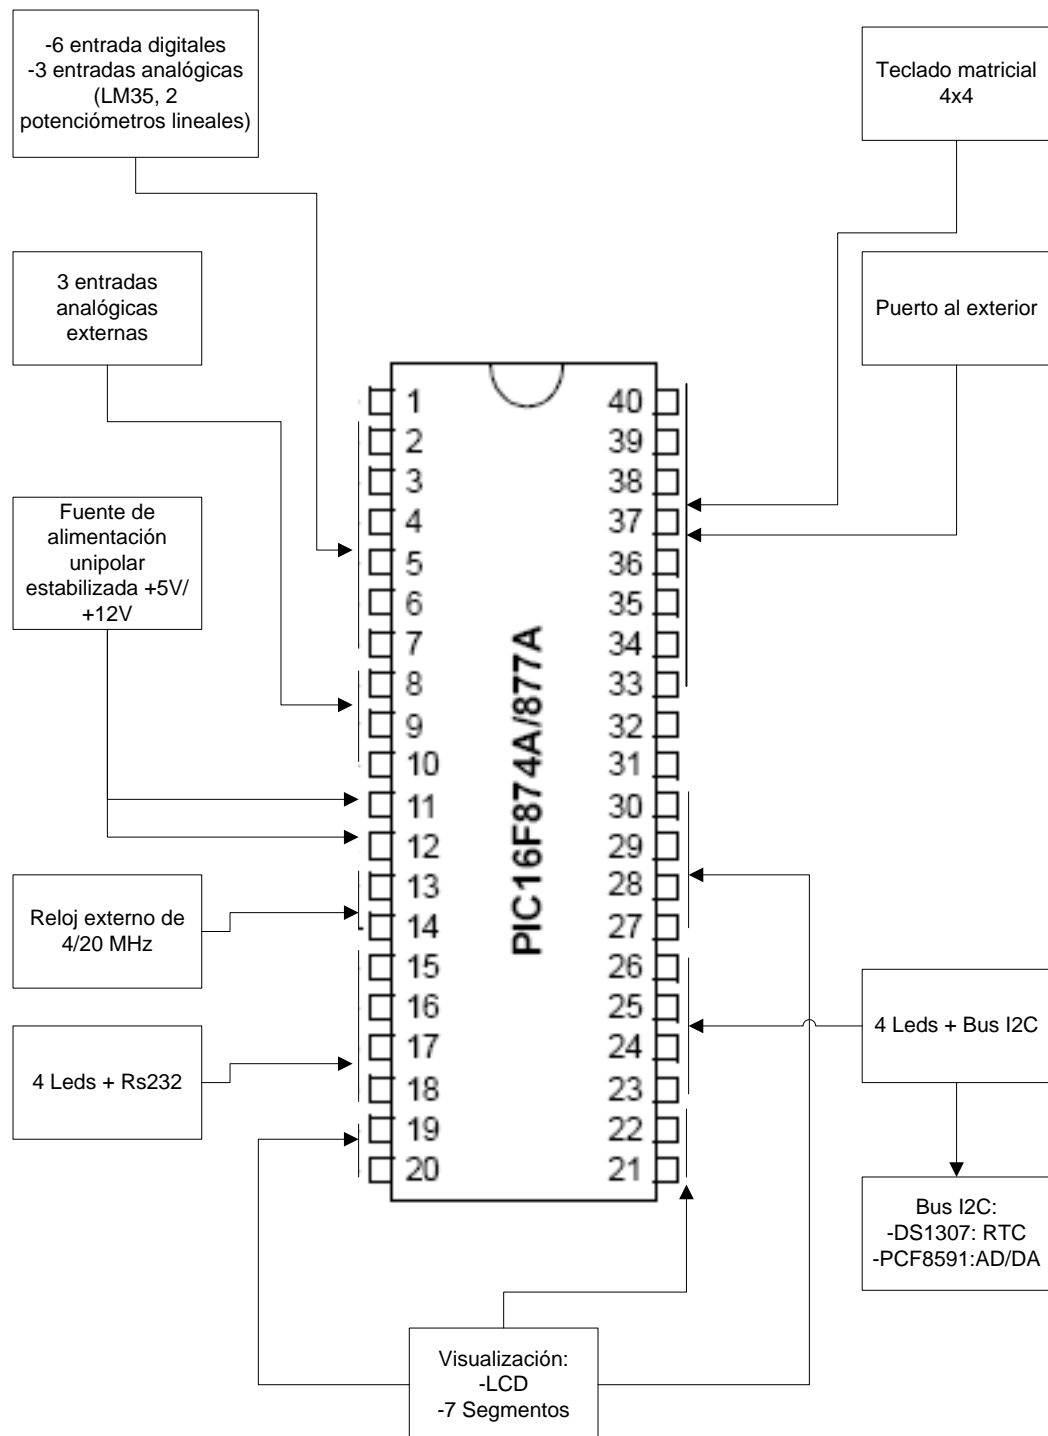 -6 entrada digitales
-3 entradas analógicas
(LM35, 2
potenciómetros lineales)
Teclado matricial
4x4
3 entradas
analógicas
externas
Puerto al exterior
Fuente de
alimentación
unipolar
estabilizada +5V/
+12V
Reloj externo de
4/20 MHz
4 Leds + Rs232
1
2
3
4
5
6
7
8
9
10
11
12
13
14
15
16
17
18
19
20
PIC16F874A/877A
40
39
38
37
36
35
34
33
32
31
30
29
28
27
26
25
24
23
22
21
4 Leds + Bus I2C
Bus I2C:
-DS1307: RTC
-PCF8591:AD/DA
Visualización:
-LCD
-7 Segmentos